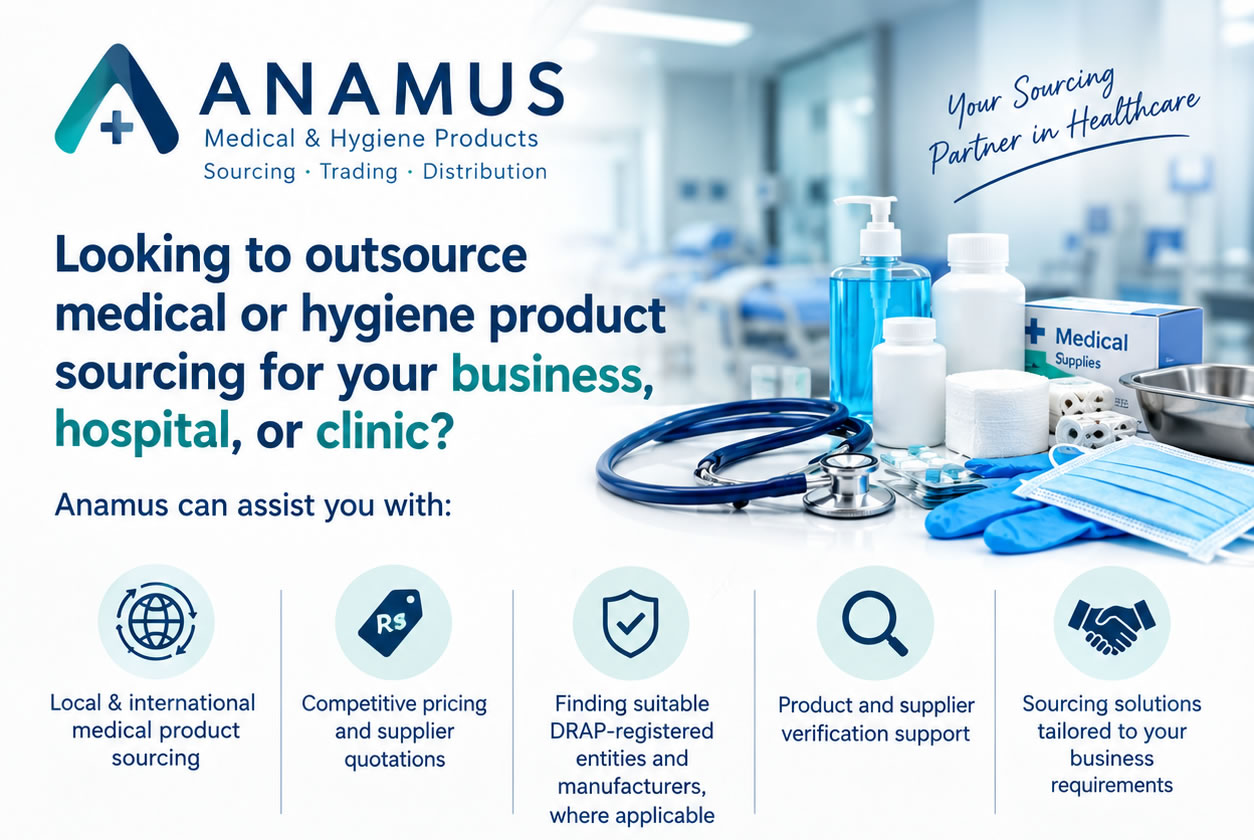 ANAMUS
Medical & Hygiene Products
Sourcing · Trading · Distribution
Your Sourcing
Partner in Healthcare
Looking to outsource
medical or hygiene product
sourcing for your business,
hospital, or clinic?
Medical
Supplies
Anamus can assist you with:
Local & international
medical product
sourcing
RS
Competitive pricing
and supplier
quotations
Finding suitable
DRAP-registered
entities and
manufacturers,
where applicable
Product and supplier
verification support
Sourcing solutions
tailored to your
business
requirements